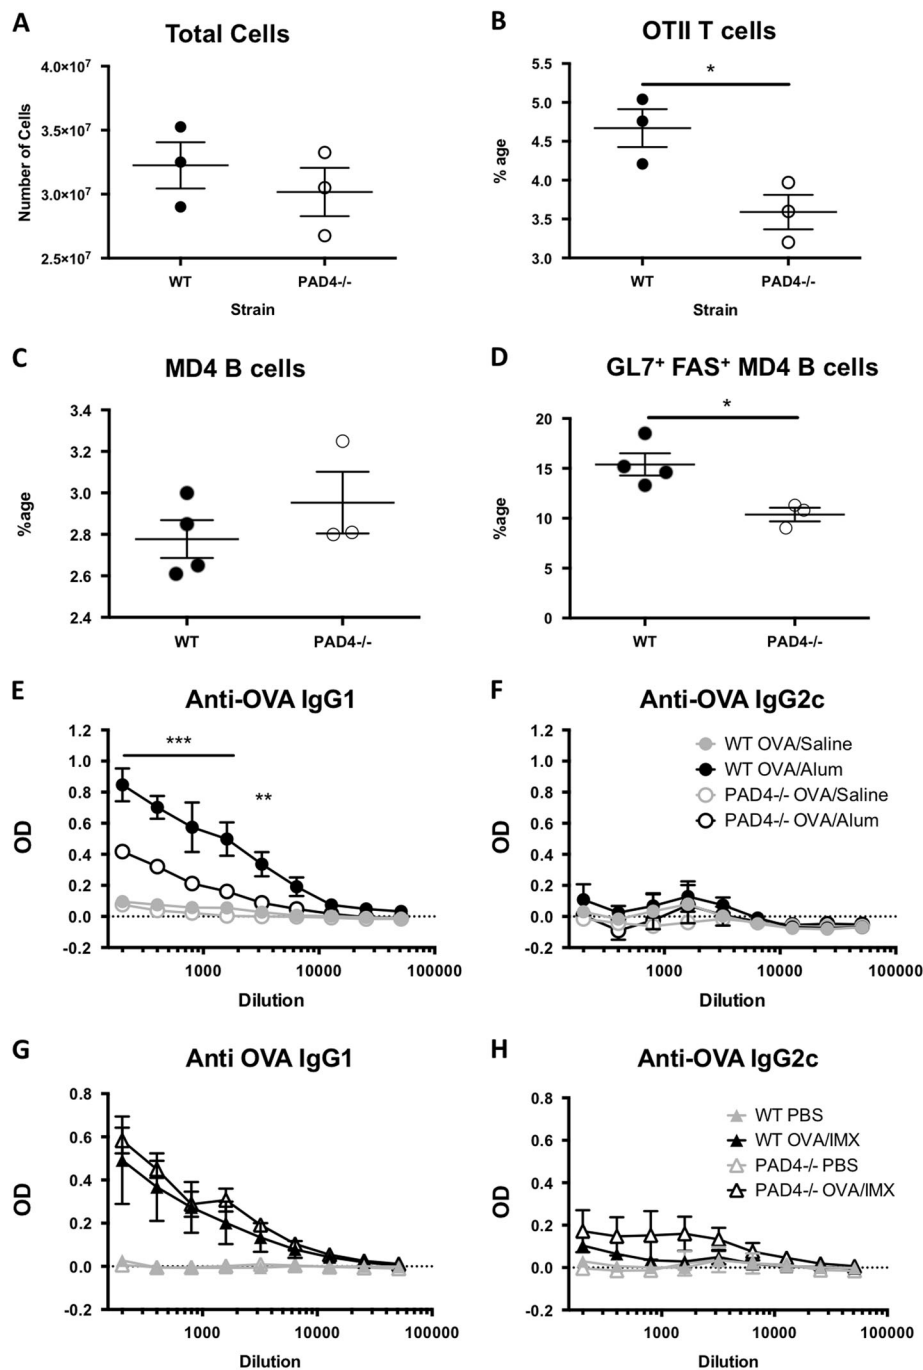 A
Total Cells
Number of Cells
4.0×10⁷
3.5×10⁷
3.0×10⁷
2.5×10⁷
WT
PAD4-/-
Strain
B
OTII T cells
% age
5.5
5.0
4.5
4.0
3.5
3.0
*
WT
PAD4-/-
Strain
C
MD4 B cells
%age
3.4
3.2
3.0
2.8
2.6
2.4
WT
PAD4-/-
D
GL7⁺ FAS⁺ MD4 B cells
%age
20
15
10
5
0
*
WT
PAD4-/-
E
Anti-OVA IgG1
OD
1.2
1.0
0.8
0.6
0.4
0.2
0.0
-0.2
***
**
1000
10000
100000
Dilution
F
Anti-OVA IgG2c
OD
1.2
1.0
0.8
0.6
0.4
0.2
0.0
-0.2
WT OVA/Saline
WT OVA/Alum
PAD4-/- OVA/Saline
PAD4-/- OVA/Alum
1000
10000
100000
Dilution
G
Anti OVA IgG1
OD
0.8
0.6
0.4
0.2
0.0
-0.2
1000
10000
100000
Dilution
H
Anti-OVA IgG2c
OD
0.8
0.6
0.4
0.2
0.0
-0.2
WT PBS
WT OVA/IMX
PAD4-/- PBS
PAD4-/- OVA/IMX
1000
10000
100000
Dilution